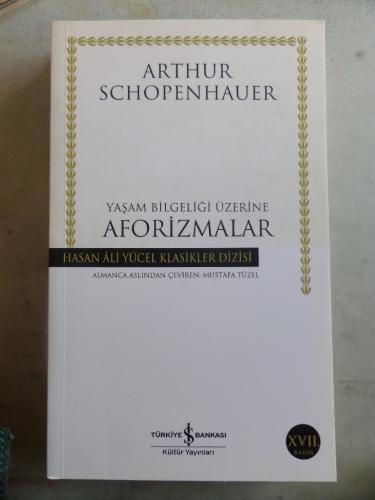 ARTHUR
SCHOPENHAUER
YAŞAM BİLGELİĞİ ÜZERİNE
AFORİZMALAR
HASAN ÂLİ YÜCEL KLASİKLER DİZİSİ
ALMANCA ASLINDAN ÇEVİREN: MUSTAFA TÜZEL
XVII.
BASIM
TÜRKİYE İŞ BANKASI
Kültür Yayınları